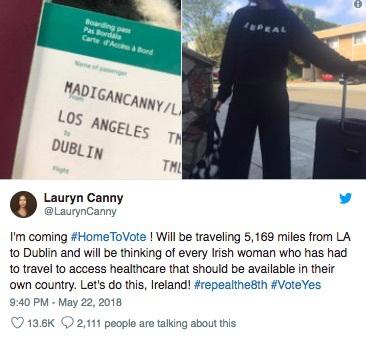 Boarding pass
Pas Bordála
Carte d'Accès à Bord
Name of passenger
MADIGANCANNY/L
From
LOS ANGELES
To
DUBLIN
Flight
REPEAL
Lauryn Canny
@LaurynCanny
I'm coming #HomeToVote ! Will be traveling 5,169 miles from LA
to Dublin and will be thinking of every Irish woman who has had
to travel to access healthcare that should be available in their
own country. Let's do this, Ireland! #repealthe8th #VoteYes
9:40 PM - May 22, 2018
13.6K 2,111 people are talking about this